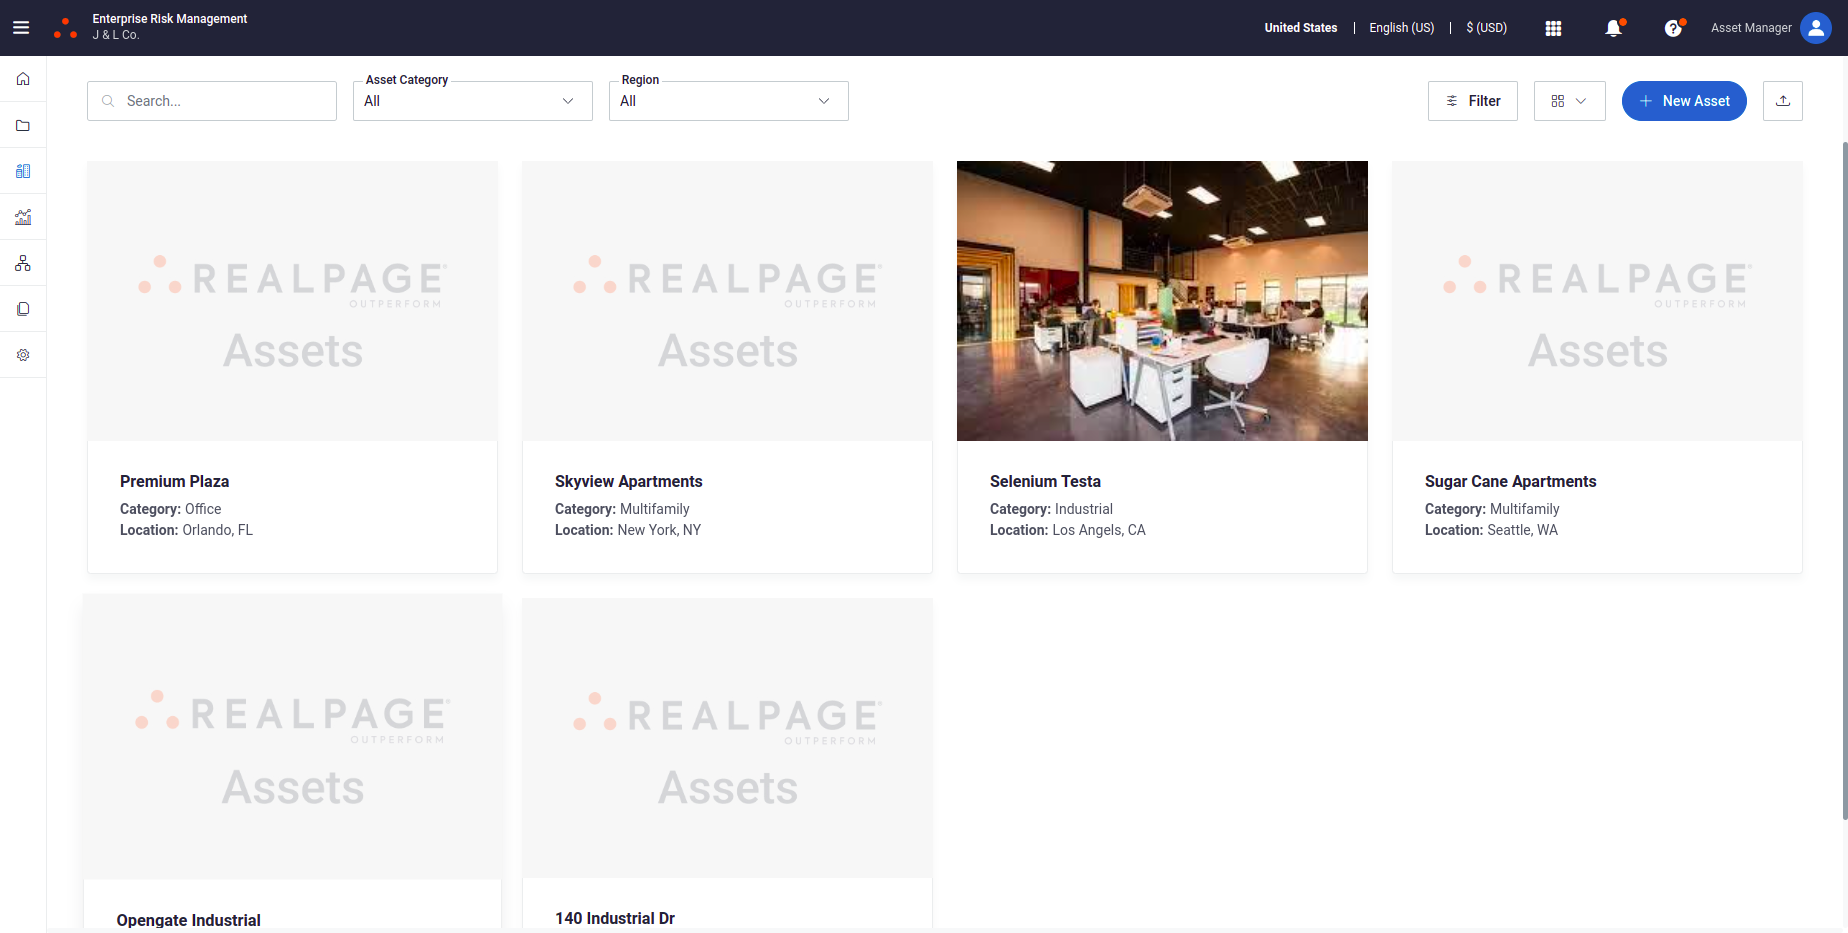 Enterprise Risk Management
J & L Co.
United States | English (US) | $ (USD)
Asset Manager
Search...
Asset Category
All
Region
All
Filter
New Asset
REALPAGE
OUTPERFORM
Assets
REALPAGE
OUTPERFORM
Assets
REALPAGE
OUTPERFORM
Assets
Premium Plaza
Category: Office
Location: Orlando, FL
Skyview Apartments
Category: Multifamily
Location: New York, NY
Selenium Testa
Category: Industrial
Location: Los Angels, CA
Sugar Cane Apartments
Category: Multifamily
Location: Seattle, WA
REALPAGE
OUTPERFORM
Assets
REALPAGE
OUTPERFORM
Assets
Opengate Industrial
140 Industrial Dr